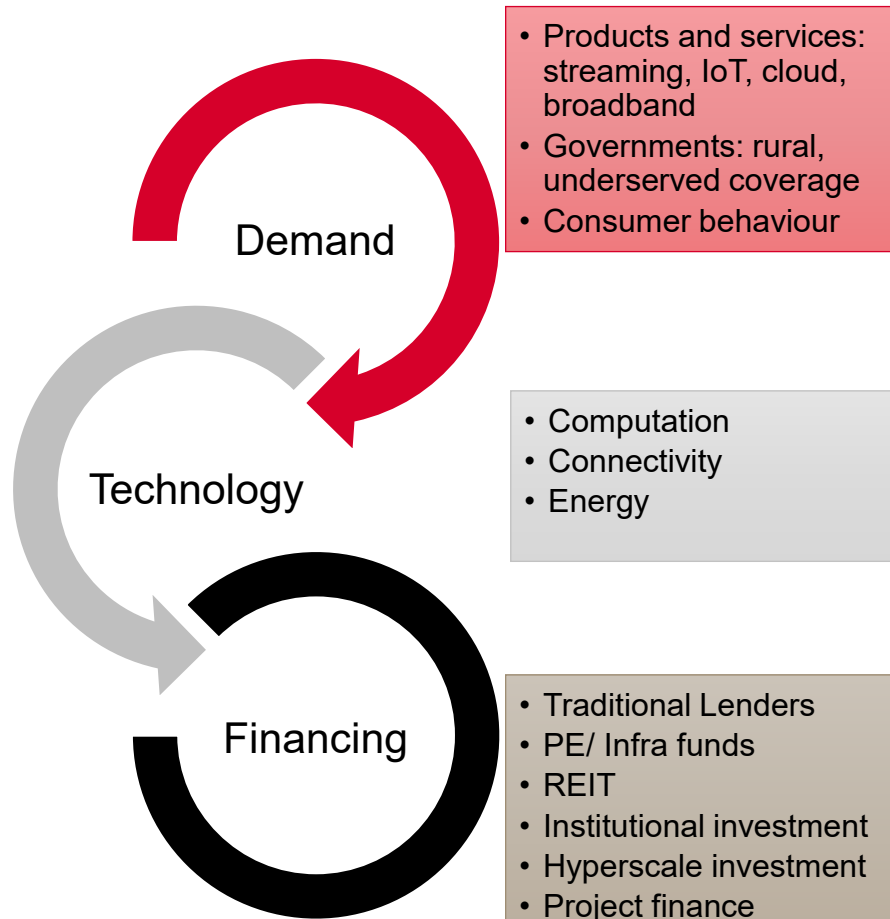 • Products and services:
streaming, IoT, cloud,
broadband
• Governments: rural,
underserved coverage
• Consumer behaviour
Demand
• Computation
• Connectivity
• Energy
Technology
• Traditional Lenders
• PE/ Infra funds
• REIT
• Institutional investment
• Hyperscale investment
• Project finance
Financing